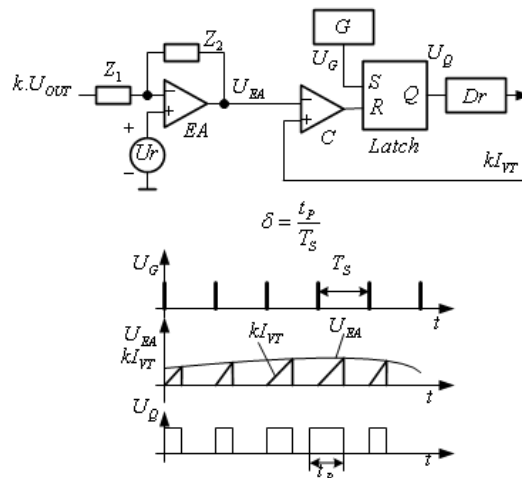 G
U_G
U_Q
Z_2
Z_1
k.U_OUT
U_EA
S
Q
R
Dr
EA
C
Latch
+
Ur
−
kI_VT
δ = t_P / T_S
U_G
T_S
t
U_EA
kI_VT
kI_VT
U_EA
t
U_Q
t
t_P